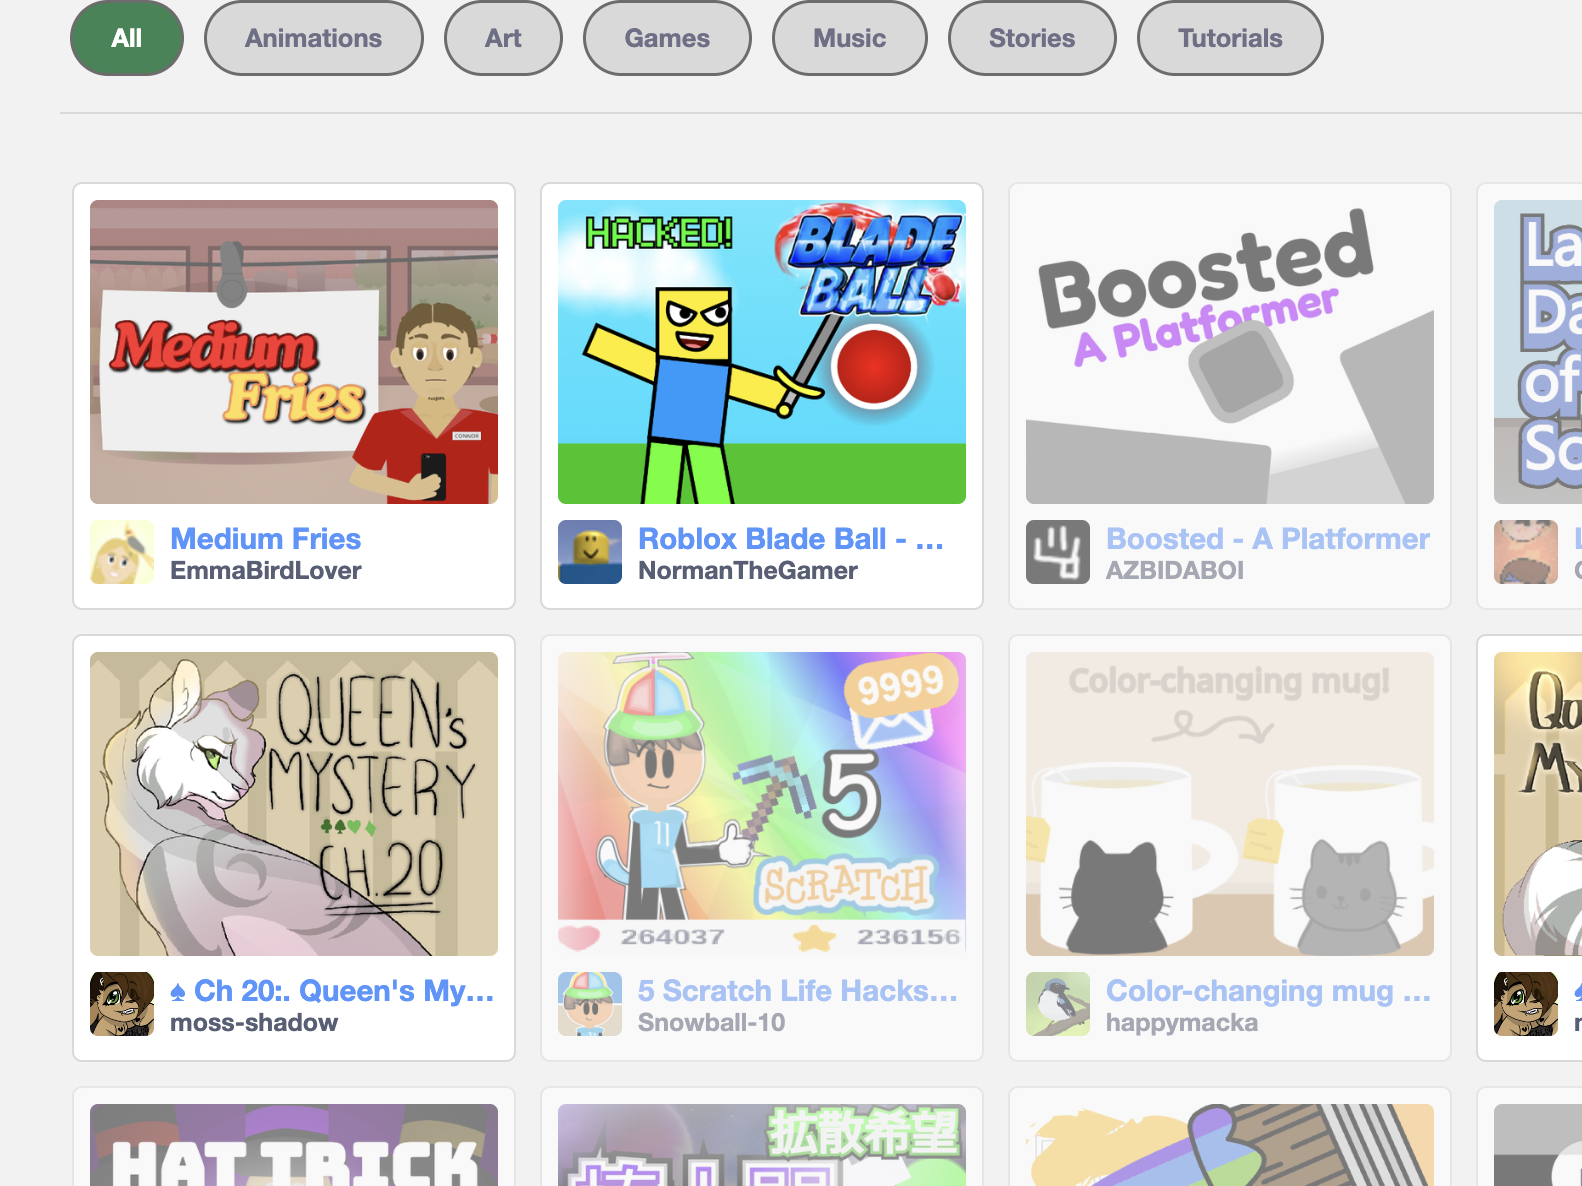 All Animations Art Games Music Stories Tutorials
Medium
Fries
CONNOR
HACKED!
BLADE
BALL
Boosted
A Platformer
La
Da
of
So
Medium Fries
EmmaBirdLover
Roblox Blade Ball - ...
NormanTheGamer
Boosted - A Platformer
AZBIDABOI
QUEEN's
MYSTERY
CH.20
9999
5
11
SCRATCH
264037 236156
Color-changing mug!
Qu
My
♠ Ch 20:. Queen's My...
moss-shadow
5 Scratch Life Hacks...
Snowball-10
Color-changing mug ...
happymacka
HAT TRICK
拡散希望